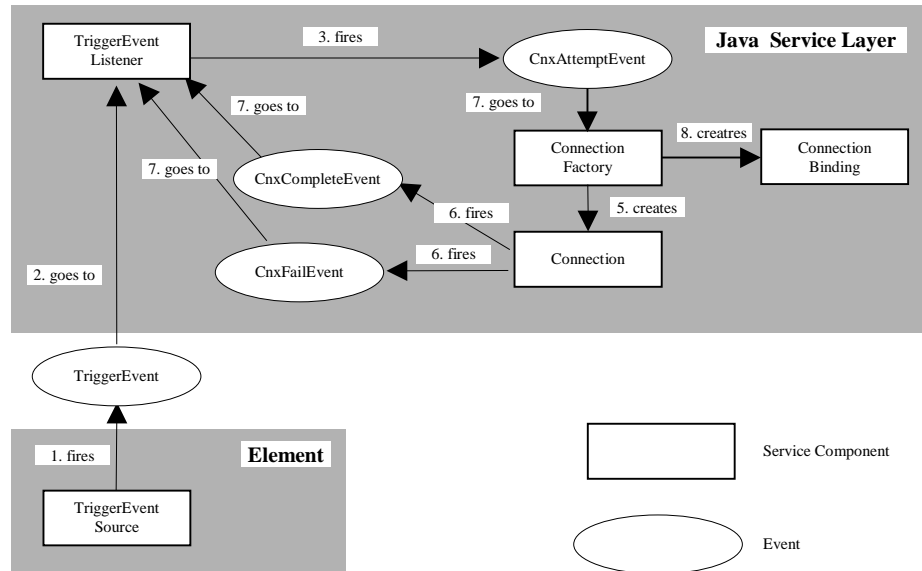 TriggerEvent
Listener
3. fires
CnxAttemptEvent
Java Service Layer
7. goes to
7. goes to
8. creatres
Connection
Factory
Connection
Binding
7. goes to
CnxCompleteEvent
5. creates
6. fires
6. fires
Connection
CnxFailEvent
2. goes to
TriggerEvent
Element
1. fires
TriggerEvent
Source
Service Component
Event